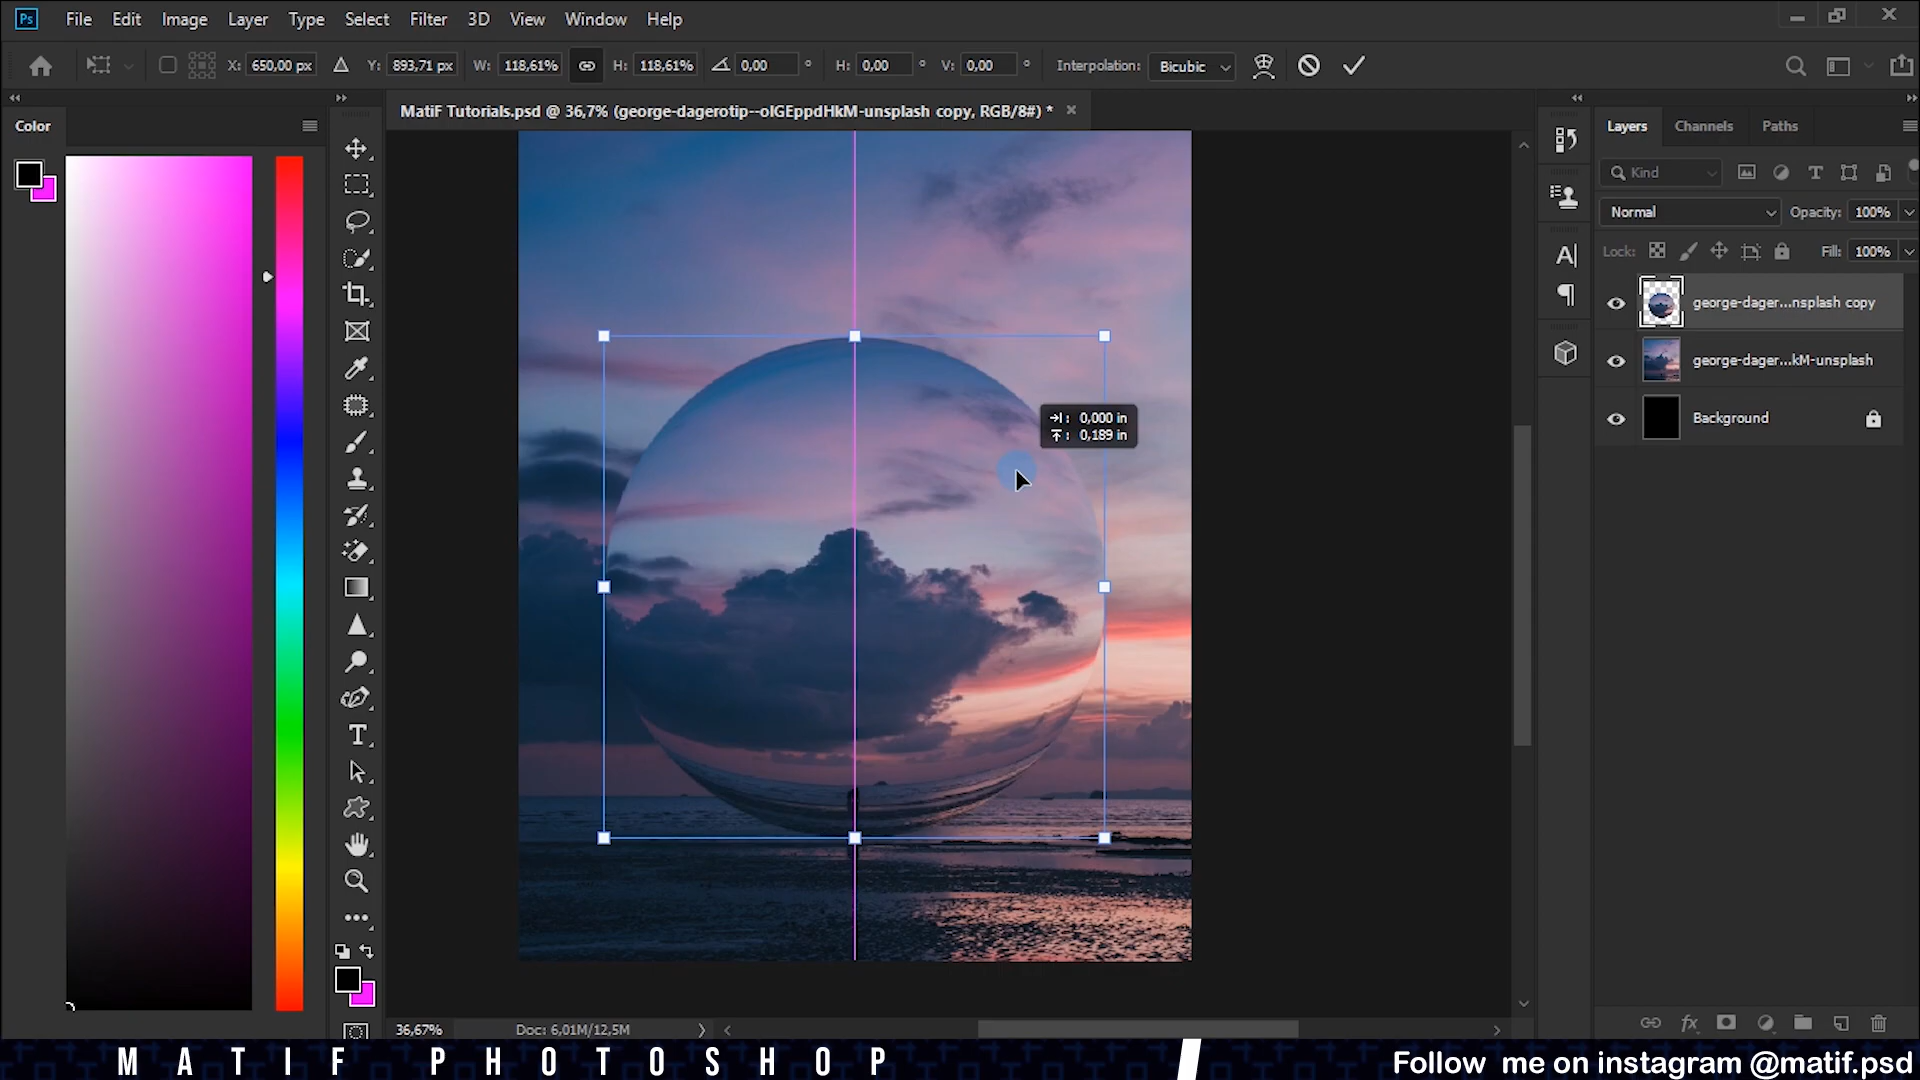 Ps File Edit Image Layer Type Select Filter 3D View Window Help
X: 650,00 px Y: 893,71 px W: 118,61% H: 118,61% 0,00 ° H: 0,00 ° V: 0,00 ° Interpolation: Bicubic
MatiF Tutorials.psd @ 36,7% (george-dagerotip--olGEppdHkM-unsplash copy, RGB/8#) * ×
Color
Layers Channels Paths
Kind
Normal Opacity: 100%
Lock: Fill: 100%
george-dager...nsplash copy
george-dager...kM-unsplash
Background
: 0,000 in
: 0,189 in
36,67% Doc: 6,01M/12,5M
MATIF PHOTOSHOP
Follow me on instagram @matif.psd